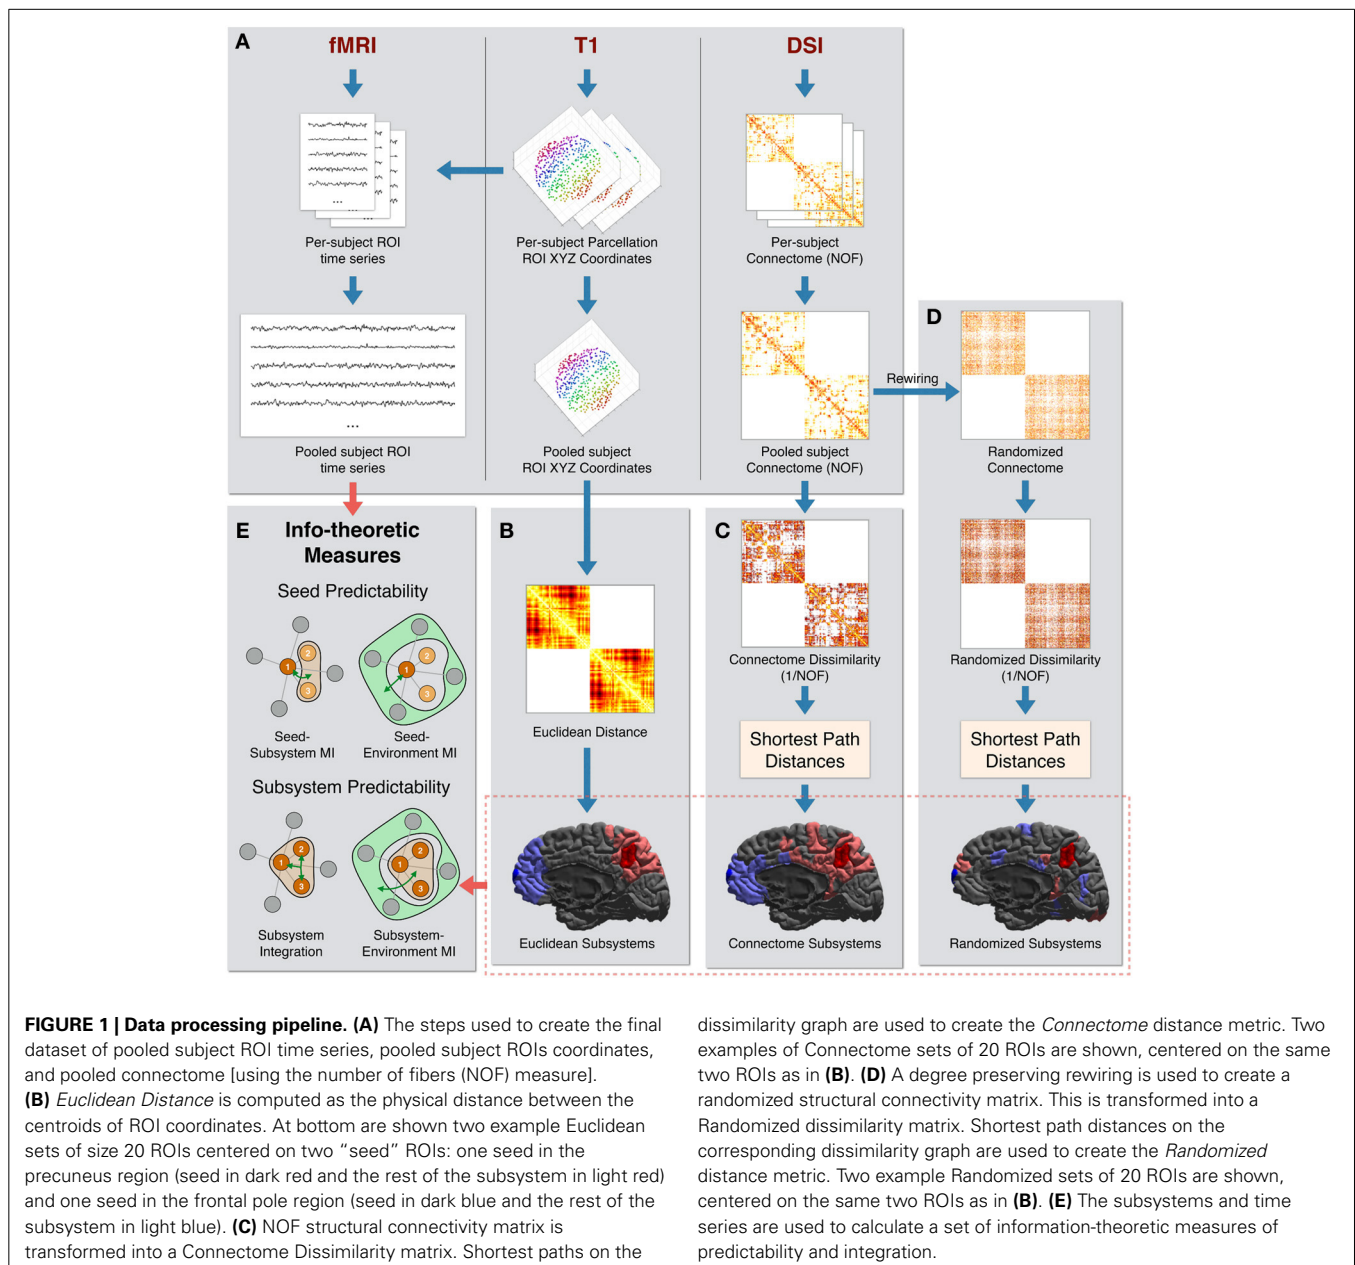 A
fMRI
T1
DSI
...
Per-subject ROI
time series
Per-subject Parcellation
ROI XYZ Coordinates
Per-subject
Connectome (NOF)
...
Pooled subject ROI
time series
Pooled subject
ROI XYZ Coordinates
Pooled subject
Connectome (NOF)
Rewiring
D
Randomized
Connectome
E
Info-theoretic
Measures
Seed Predictability
1
2
3
Seed-
Subsystem MI
1
2
3
Seed-
Environment MI
Subsystem Predictability
1
2
3
Subsystem
Integration
1
2
3
Subsystem-
Environment MI
B
Euclidean Distance
Euclidean Subsystems
C
Connectome Dissimilarity
(1/NOF)
Shortest Path
Distances
Connectome Subsystems
Randomized Dissimilarity
(1/NOF)
Shortest Path
Distances
Randomized Subsystems
FIGURE 1 | Data processing pipeline. (A) The steps used to create the final
dataset of pooled subject ROI time series, pooled subject ROIs coordinates,
and pooled connectome [using the number of fibers (NOF) measure].
(B) Euclidean Distance is computed as the physical distance between the
centroids of ROI coordinates. At bottom are shown two example Euclidean
sets of size 20 ROIs centered on two “seed” ROIs: one seed in the
precuneus region (seed in dark red and the rest of the subsystem in light red)
and one seed in the frontal pole region (seed in dark blue and the rest of the
subsystem in light blue). (C) NOF structural connectivity matrix is
transformed into a Connectome Dissimilarity matrix. Shortest paths on the
dissimilarity graph are used to create the Connectome distance metric. Two
examples of Connectome sets of 20 ROIs are shown, centered on the same
two ROIs as in (B). (D) A degree preserving rewiring is used to create a
randomized structural connectivity matrix. This is transformed into a
Randomized dissimilarity matrix. Shortest path distances on the
corresponding dissimilarity graph are used to create the Randomized
distance metric. Two example Randomized sets of 20 ROIs are shown,
centered on the same two ROIs as in (B). (E) The subsystems and time
series are used to calculate a set of information-theoretic measures of
predictability and integration.